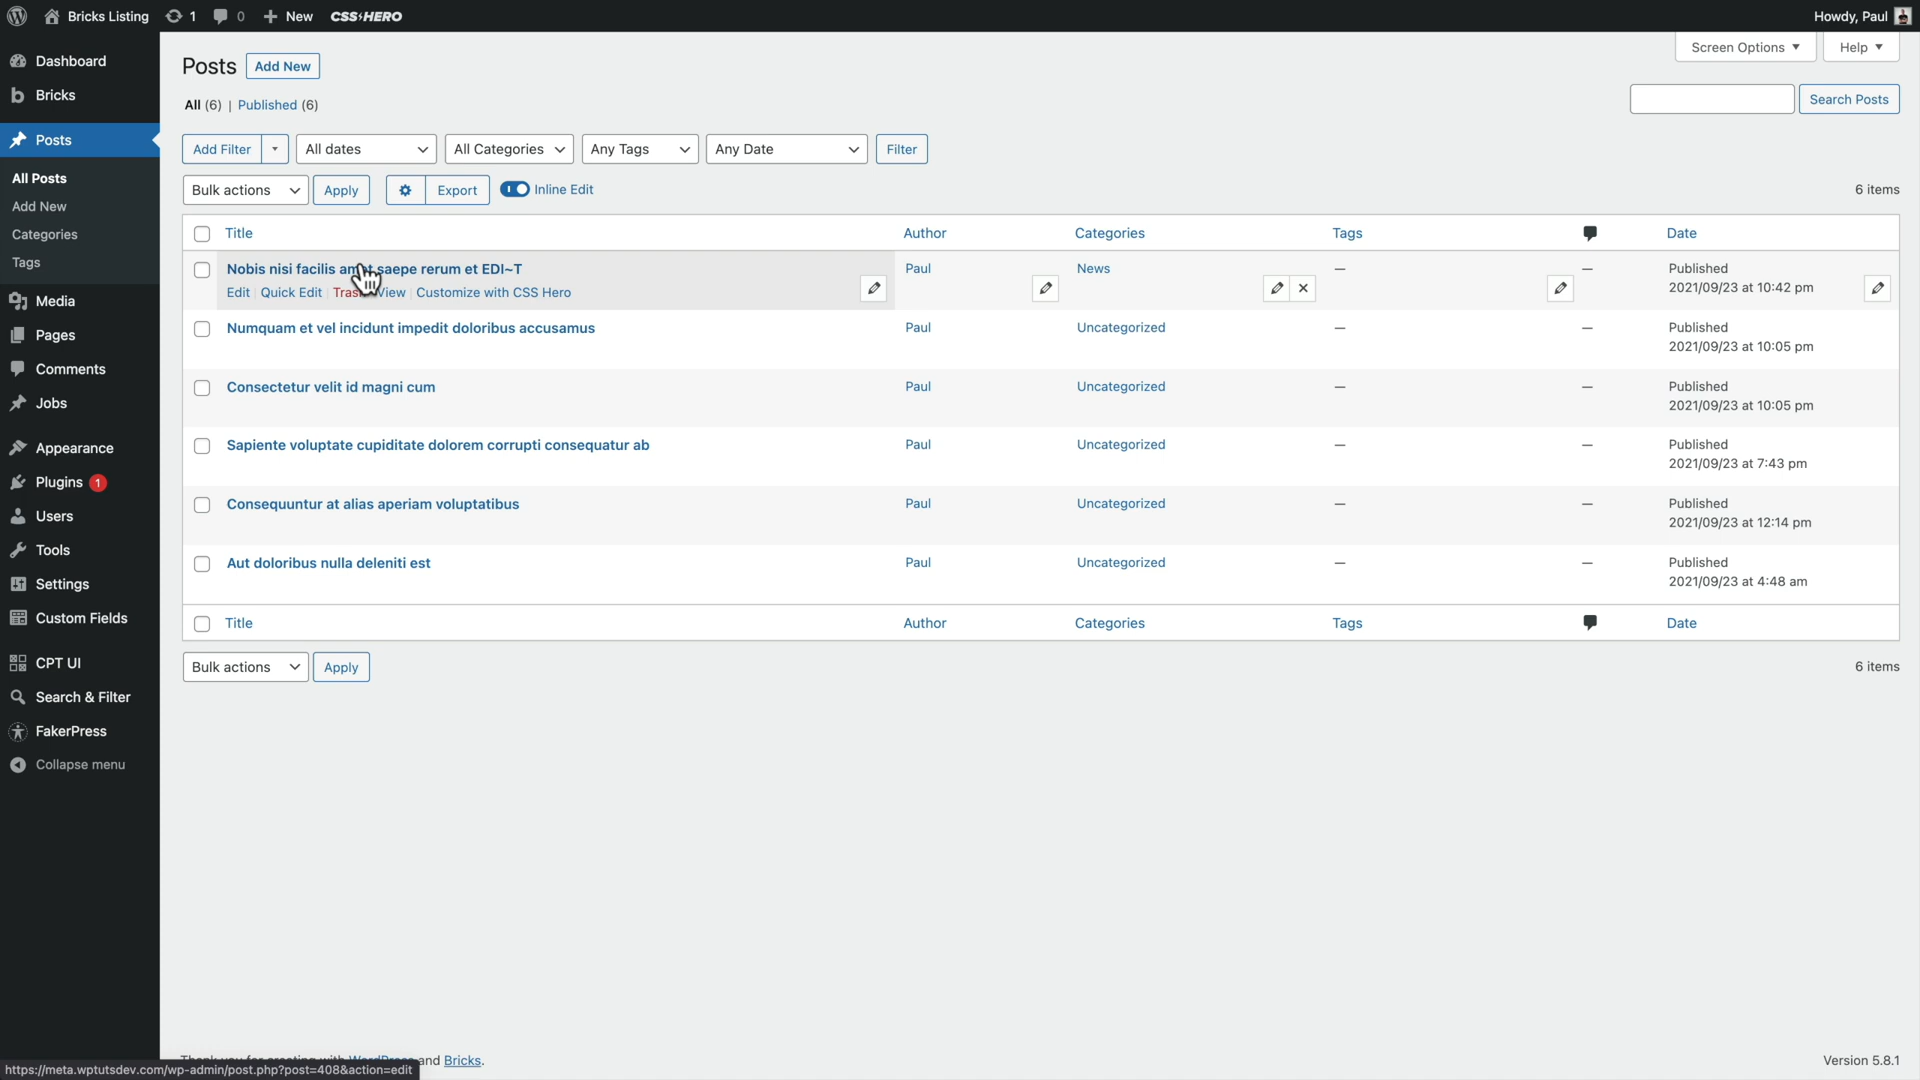 Bricks Listing 1 0 New CSS HERO Howdy, Paul
Dashboard
Bricks
Posts
All Posts
Add New
Categories
Tags
Media
Pages
Comments
Jobs
Appearance
Plugins 1
Users
Tools
Settings
Custom Fields
CPT UI
Search & Filter
FakerPress
Collapse menu
Screen Options Help
Posts Add New
All (6) | Published (6)
Search Posts
Add Filter All dates All Categories Any Tags Any Date Filter
Bulk actions Apply Export Inline Edit 6 items
Title Author Categories Tags Date
Nobis nisi facilis amet saepe rerum et EDI~T Paul News — — Published
2021/09/23 at 10:42 pm
Edit | Quick Edit | Trash View | Customize with CSS Hero
Numquam et vel incidunt impedit doloribus accusamus Paul Uncategorized — — Published
2021/09/23 at 10:05 pm
Consectetur velit id magni cum Paul Uncategorized — — Published
2021/09/23 at 10:05 pm
Sapiente voluptate cupiditate dolorem corrupti consequatur ab Paul Uncategorized — — Published
2021/09/23 at 7:43 pm
Consequuntur at alias aperiam voluptatibus Paul Uncategorized — — Published
2021/09/23 at 12:14 pm
Aut doloribus nulla deleniti est Paul Uncategorized — — Published
2021/09/23 at 4:48 am
Title Author Categories Tags Date
Bulk actions Apply 6 items
Thank you for creating with WordPress and Bricks. Version 5.8.1
https://meta.wptutsdev.com/wp-admin/post.php?post=408&action=edit